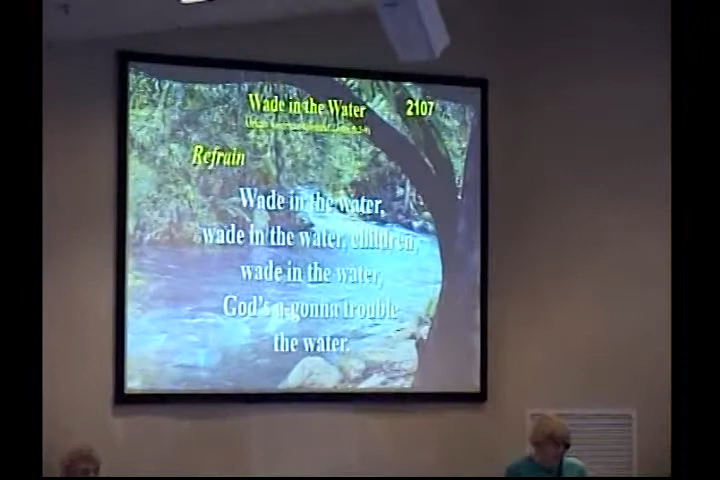 Wade in the Water
2107
Refrain
Wade in the water,
wade in the water, children,
wade in the water,
God's a-gonna trouble
the water.